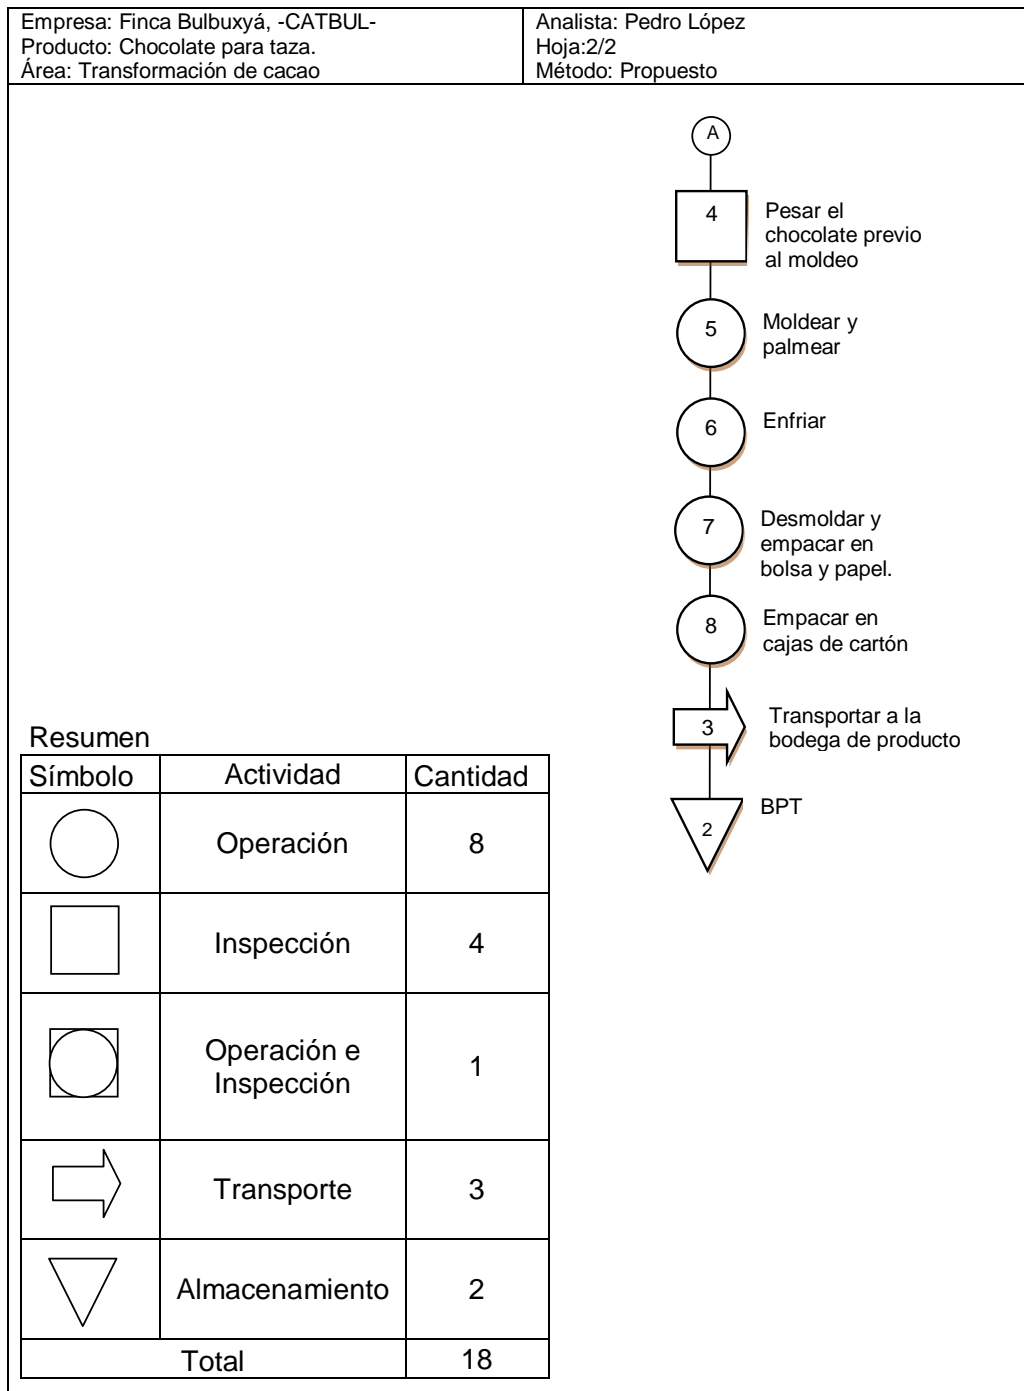 Empresa: Finca Bulbuxyá, -CATBUL-
Producto: Chocolate para taza.
Área: Transformación de cacao
Analista: Pedro López
Hoja:2/2
Método: Propuesto
A
4
Pesar el
chocolate previo
al moldeo
5
Moldear y
palmear
6
Enfriar
7
Desmoldar y
empacar en
bolsa y papel.
8
Empacar en
cajas de cartón
3
Transportar a la
bodega de producto
2
BPT
Resumen
Símbolo Actividad Cantidad
Operación 8
Inspección 4
Operación e
Inspección 1
Transporte 3
Almacenamiento 2
Total 18